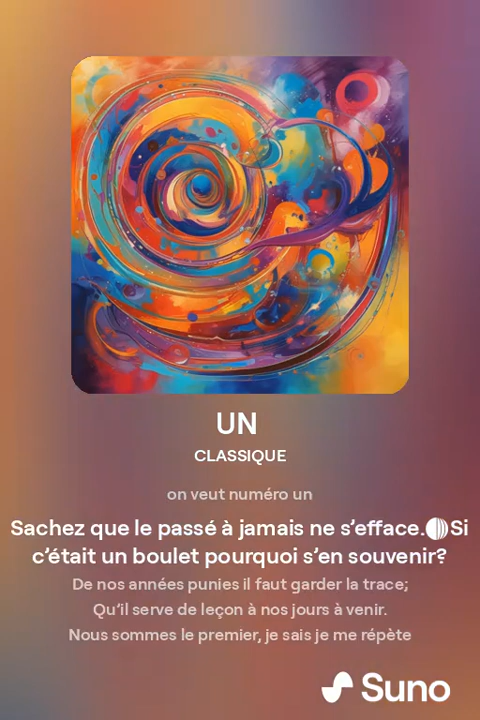 UN
CLASSIQUE
on veut numéro un
Sachez que le passé à jamais ne s'efface.Si
c'était un boulet pourquoi s'en souvenir?
De nos années punies il faut garder la trace;
Qu'il serve de leçon à nos jours à venir.
Nous sommes le premier, je sais je me répète
Suno